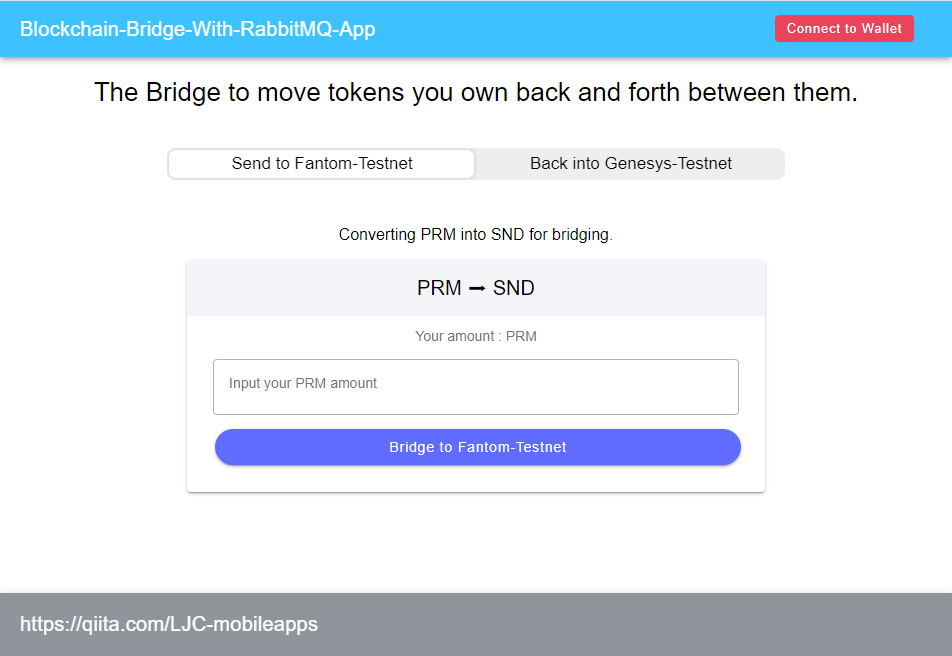 Blockchain-Bridge-With-RabbitMQ-App
Connect to Wallet
The Bridge to move tokens you own back and forth between them.
Send to Fantom-Testnet
Back into Genesys-Testnet
Converting PRM into SND for bridging.
PRM ➞ SND
Your amount : PRM
Input your PRM amount
Bridge to Fantom-Testnet
https://qiita.com/LJC-mobileapps